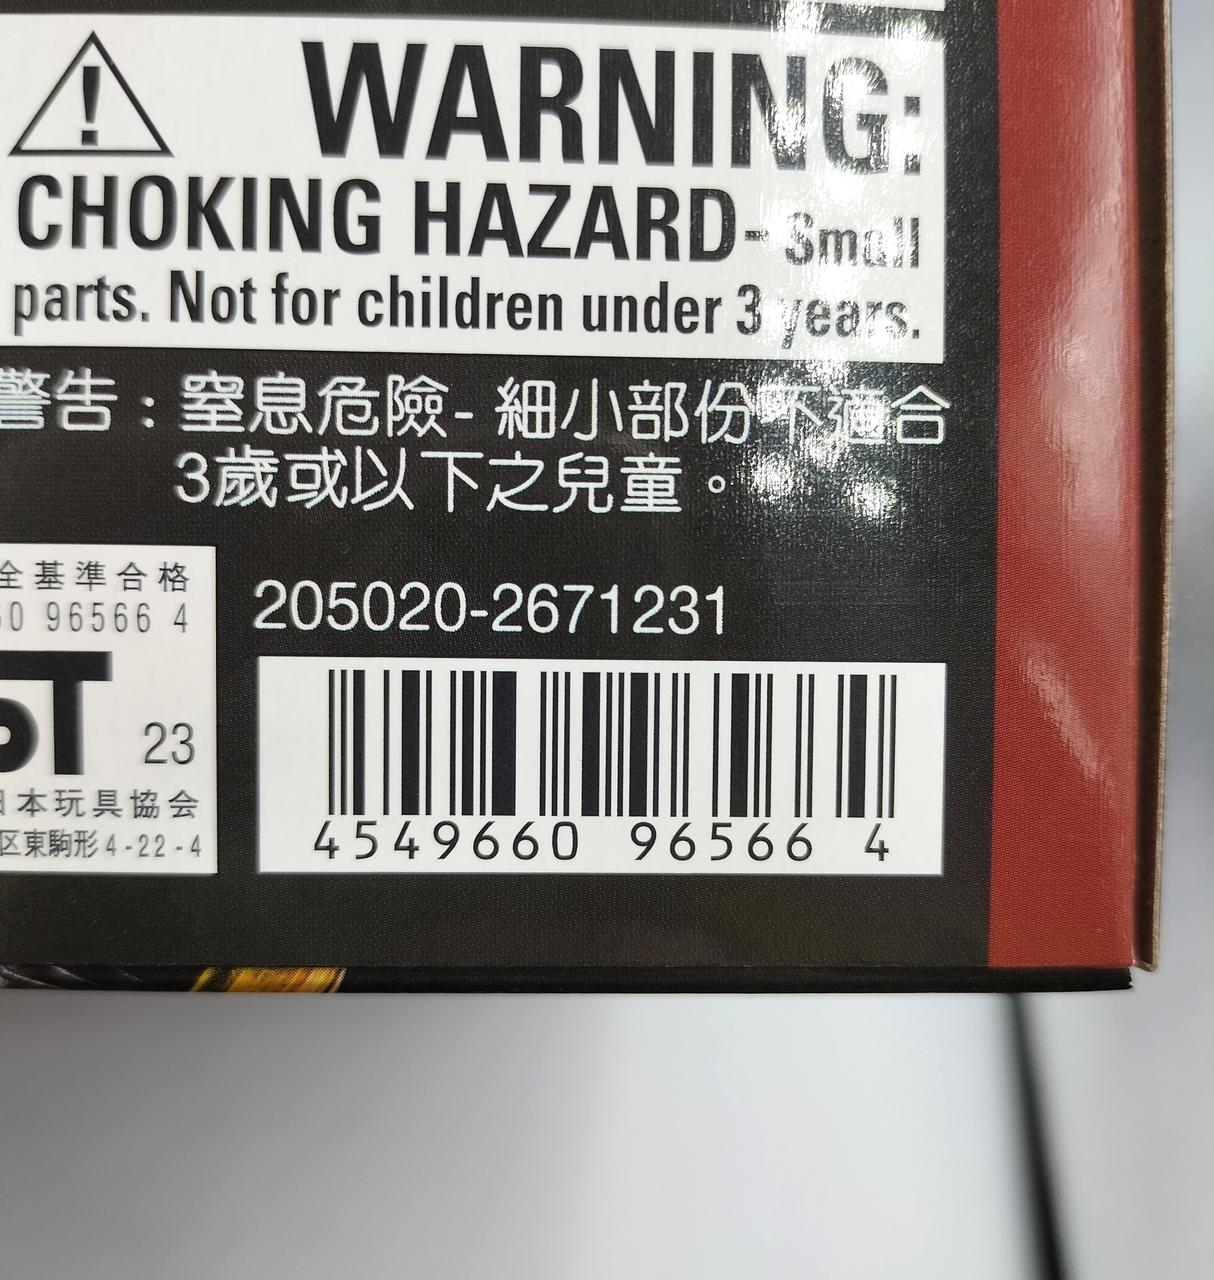 WARNING:
CHOKING HAZARD-Small
parts. Not for children under 3 years.
警告：窒息危險-細小部份不適合
3歲或以下之兒童。
全基準合格
60 96566 4
ST 23
日本玩具協会
区東駒形4-22-4
205020-2671231
4549660 96566 4